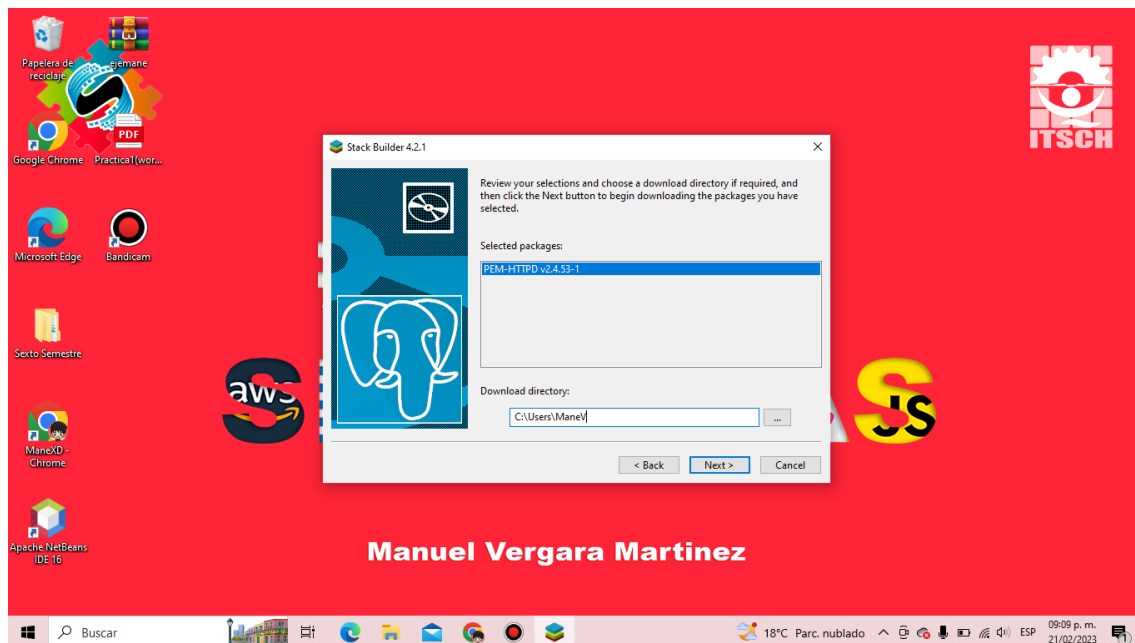 Papelera de
reciclaje
ejemane
PDF
Google Chrome
Practica1(wor...
Microsoft Edge
Bandicam
Sexto Semestre
ManeXD -
Chrome
Apache NetBeans
IDE 16
ITSCH
Stack Builder 4.2.1
Review your selections and choose a download directory if required, and
then click the Next button to begin downloading the packages you have
selected.
Selected packages:
PEM-HTTPD v2.4.53-1
Download directory:
C:\Users\ManeV
...
< Back
Next >
Cancel
aws
JS
Manuel Vergara Martinez
Buscar
18°C Parc. nublado
ESP
09:09 p. m.
21/02/2023